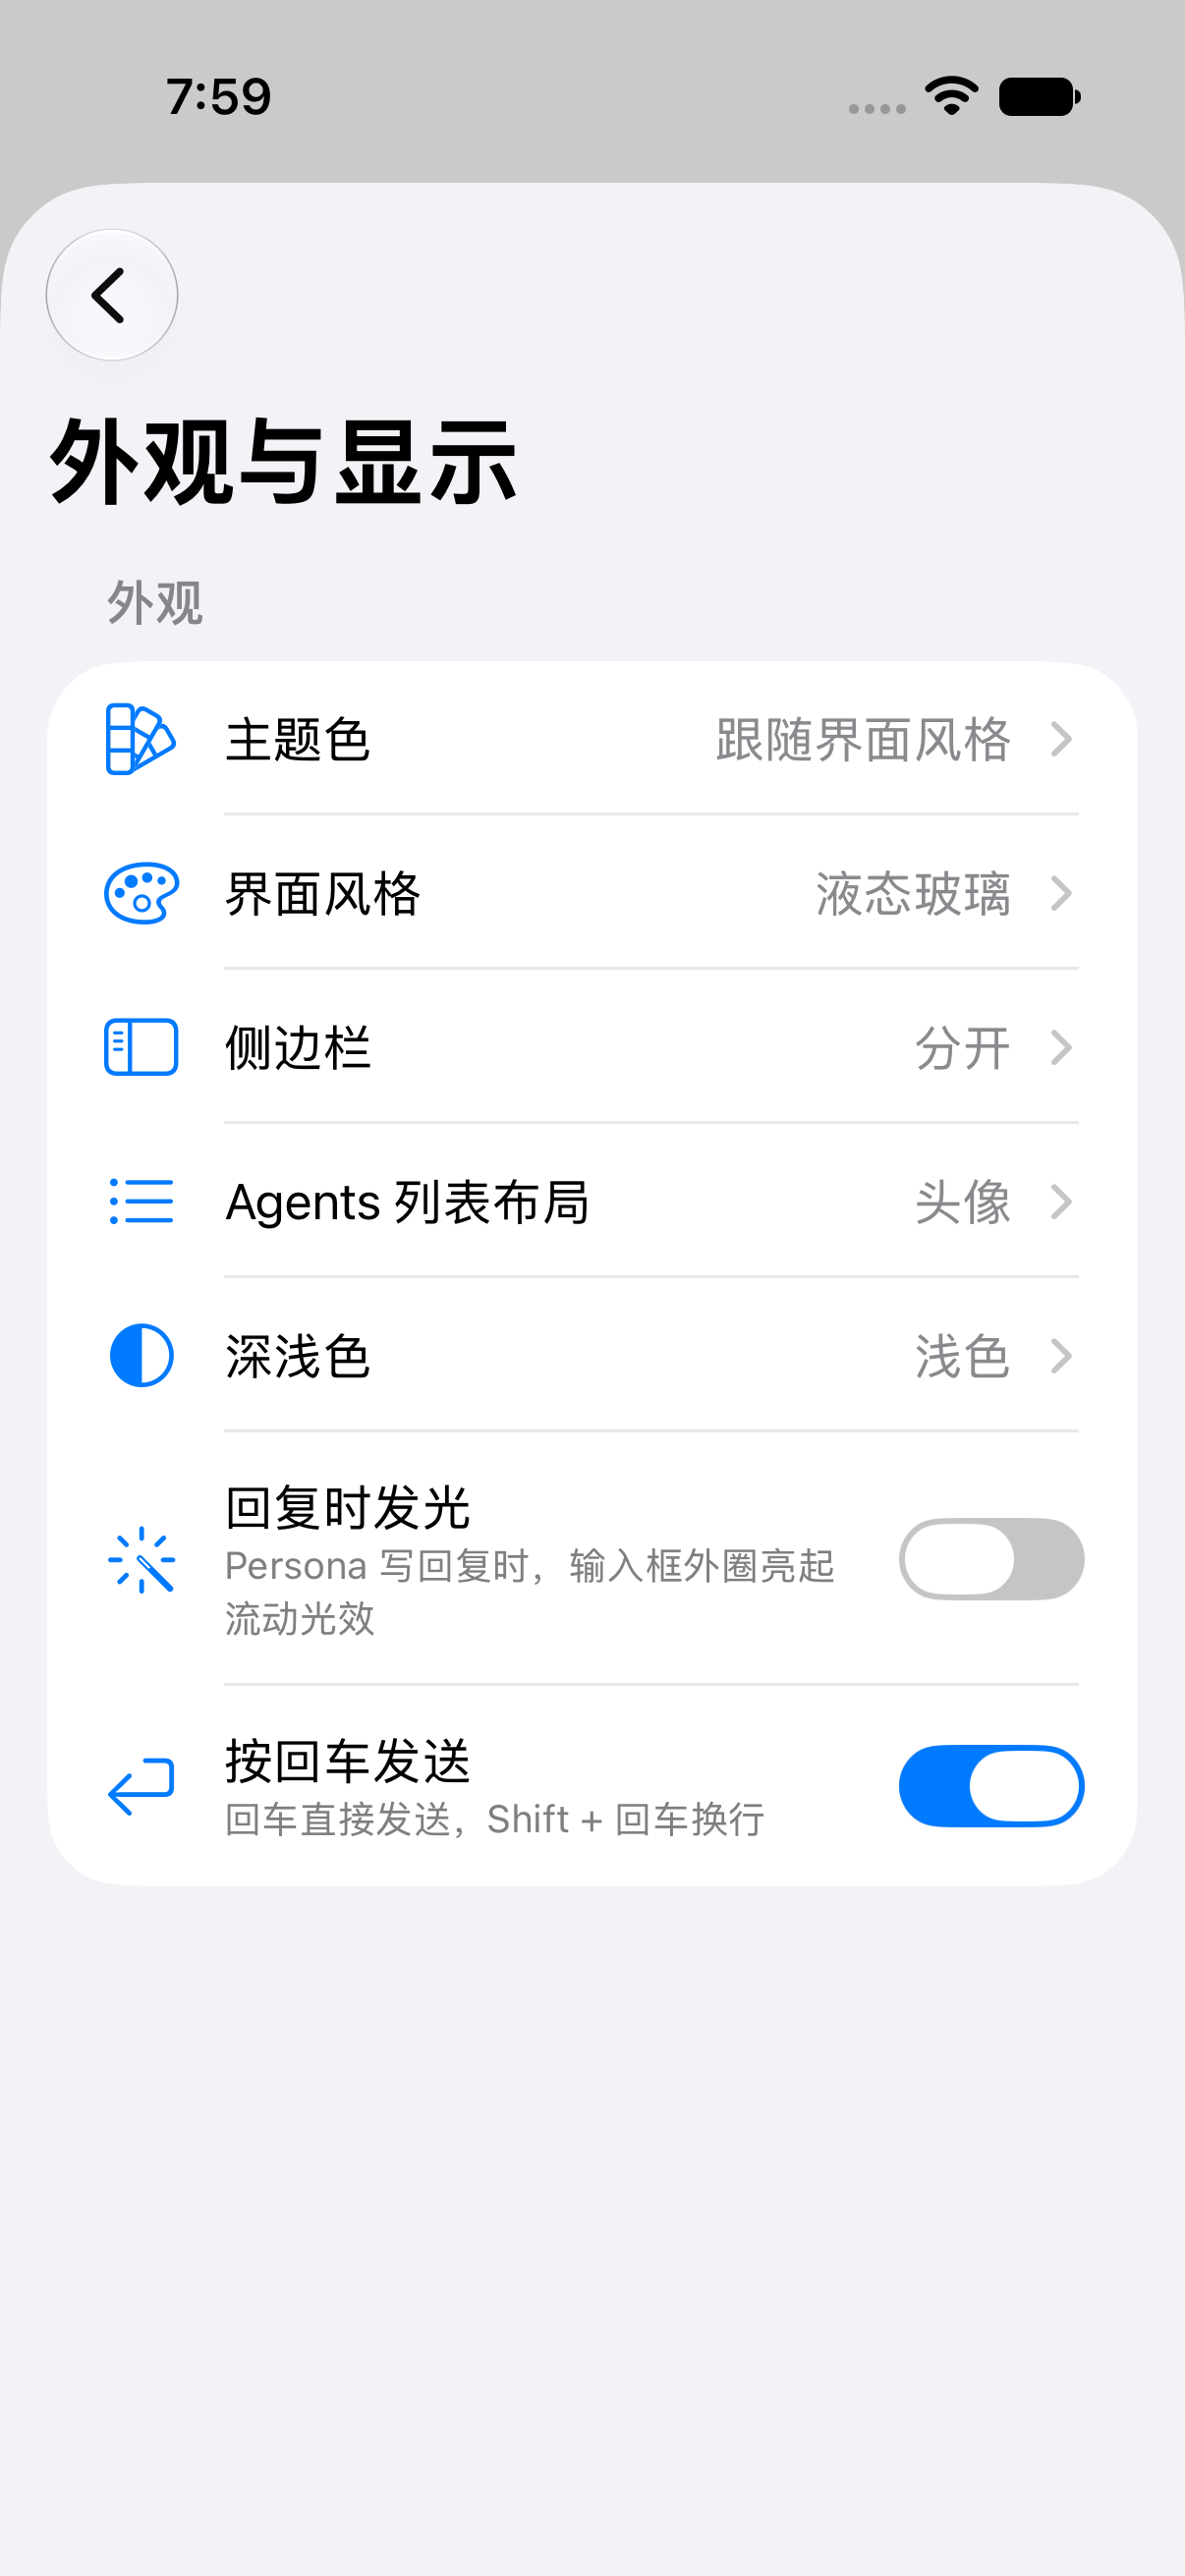 7:59
外观与显示
外观
主题色 跟随界面风格
界面风格 液态玻璃
侧边栏 分开
Agents 列表布局 头像
深浅色 浅色
回复时发光
Persona 写回复时，输入框外圈亮起
流动光效
按回车发送
回车直接发送，Shift + 回车换行